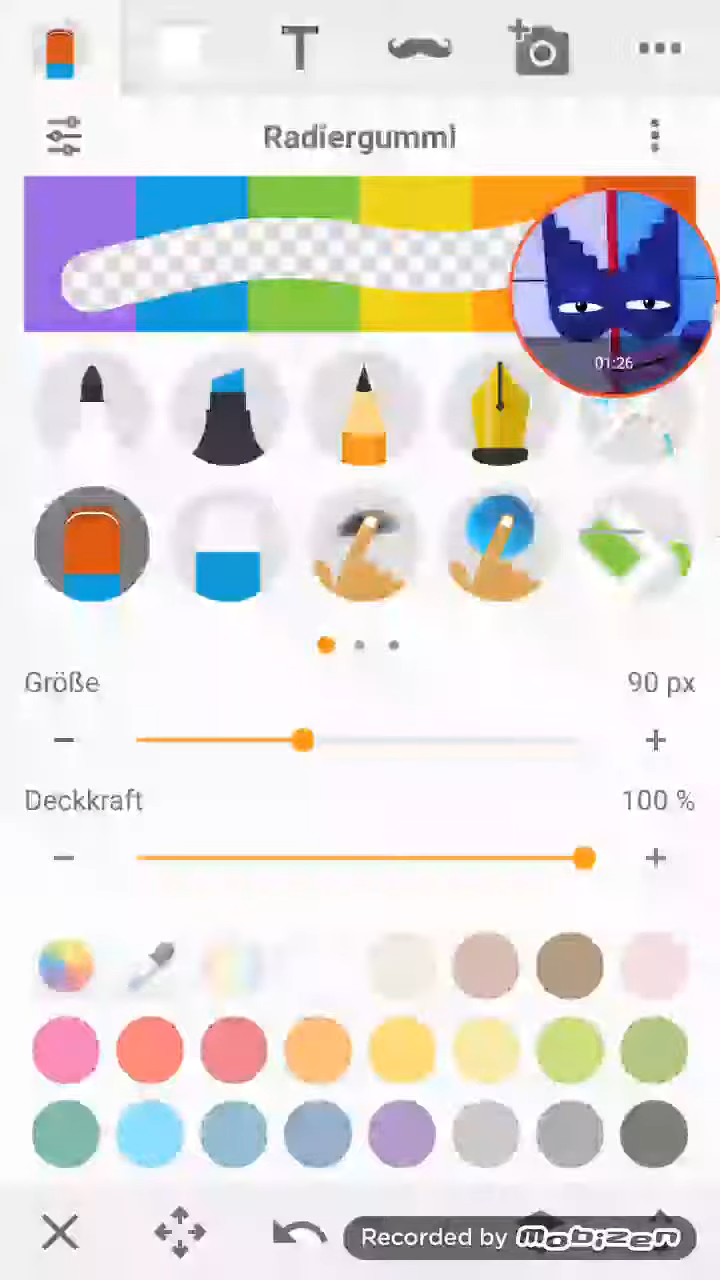 T
Radiergummi
01:26
Größe 90 px
Deckkraft 100 %
Recorded by mobizen